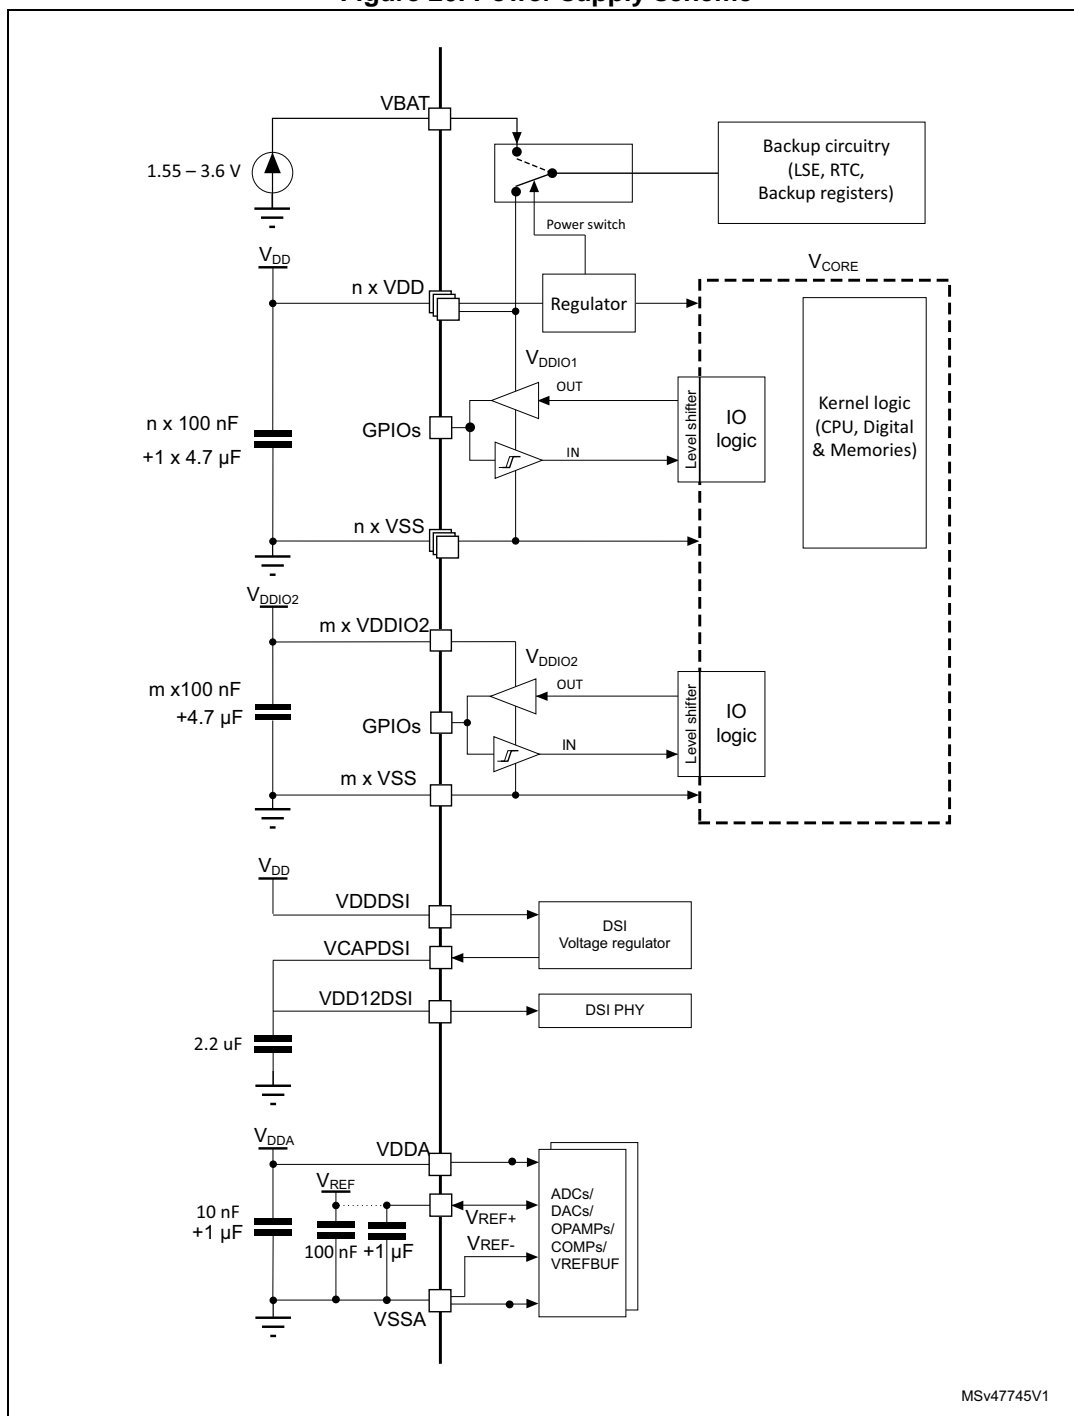 VBAT
1.55 – 3.6 V
Backup circuitry
(LSE, RTC,
Backup registers)
Power switch
VDD
n x VDD
Regulator
VCORE
VDDIO1
OUT
n x 100 nF
+1 x 4.7 µF
GPIOs
IN
Level shifter
IO
logic
Kernel logic
(CPU, Digital
& Memories)
n x VSS
VDDIO2
m x VDDIO2
VDDIO2
OUT
m x100 nF
+4.7 µF
GPIOs
IN
Level shifter
IO
logic
m x VSS
VDD
VDDDSI
DSI
Voltage regulator
VCAPDSI
VDD12DSI
DSI PHY
2.2 uF
VDDA
VDDA
VREF
10 nF
+1 µF
100 nF
+1 µF
VREF+
VREF-
ADCs/
DACs/
OPAMPs/
COMPs/
VREFBUF
VSSA
MSv47745V1